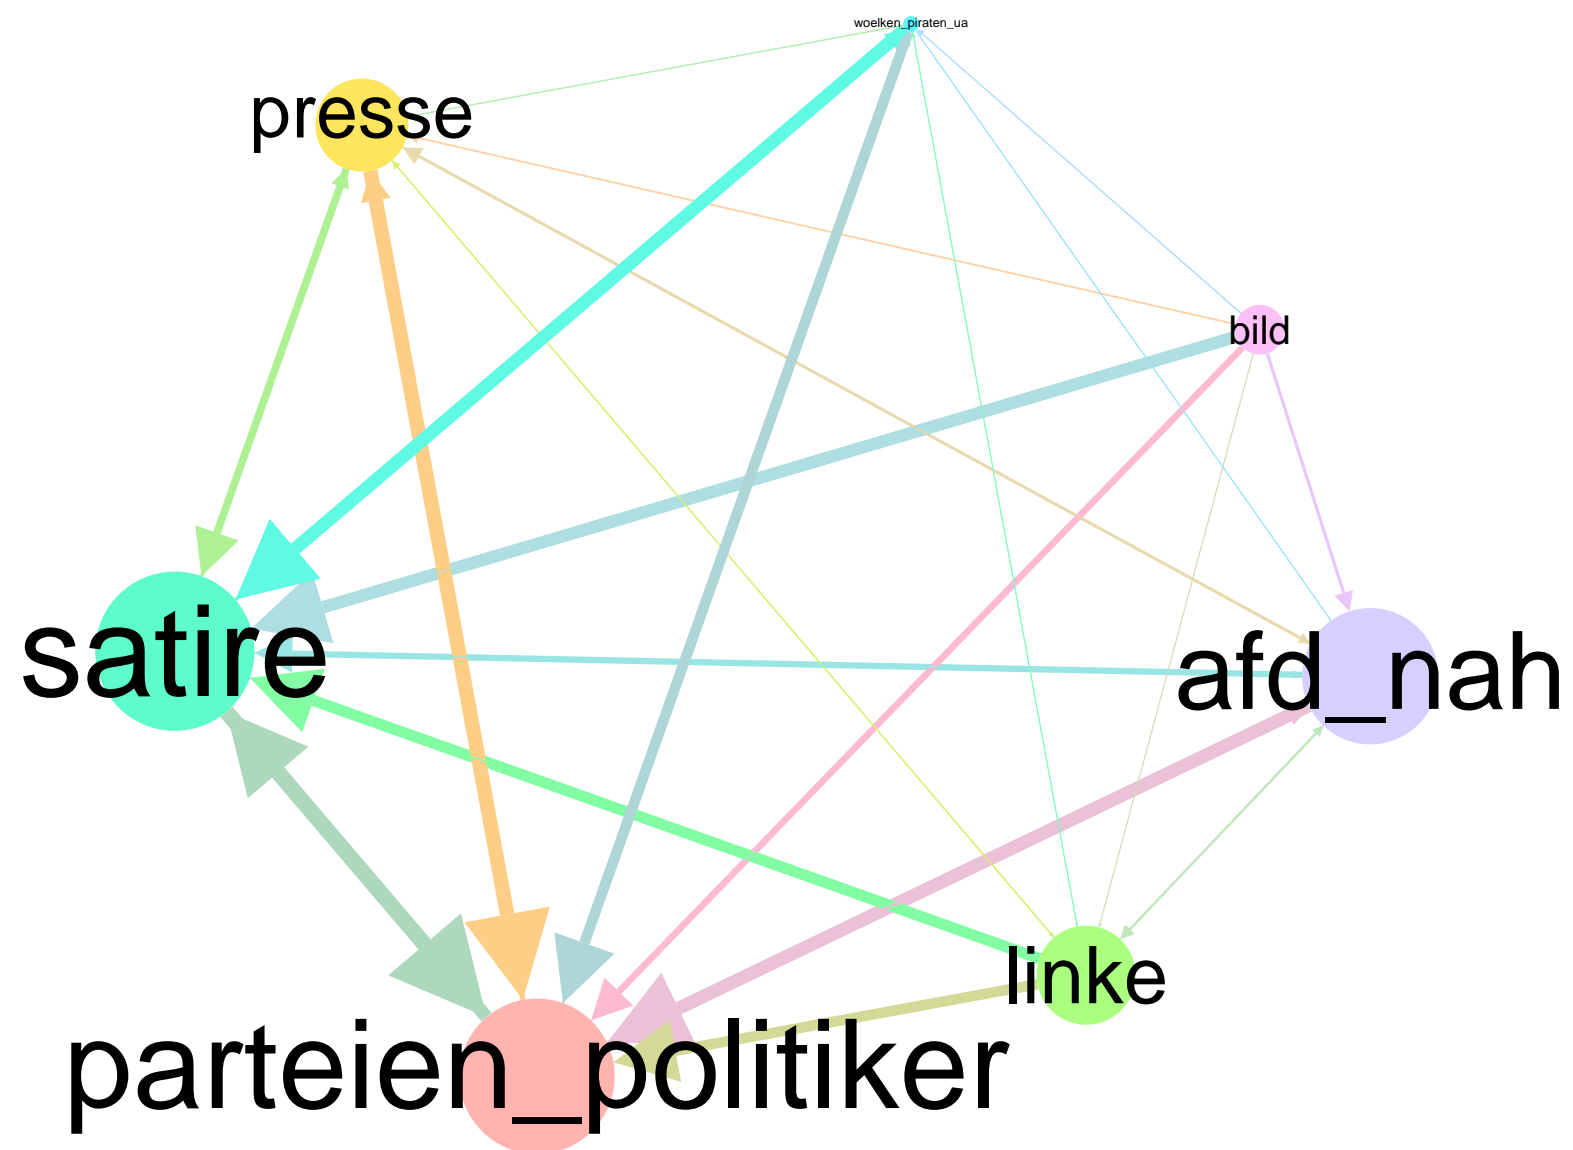 woelken_piraten_ua
presse
bild
satire
afd_nah
linke
parteien_politiker